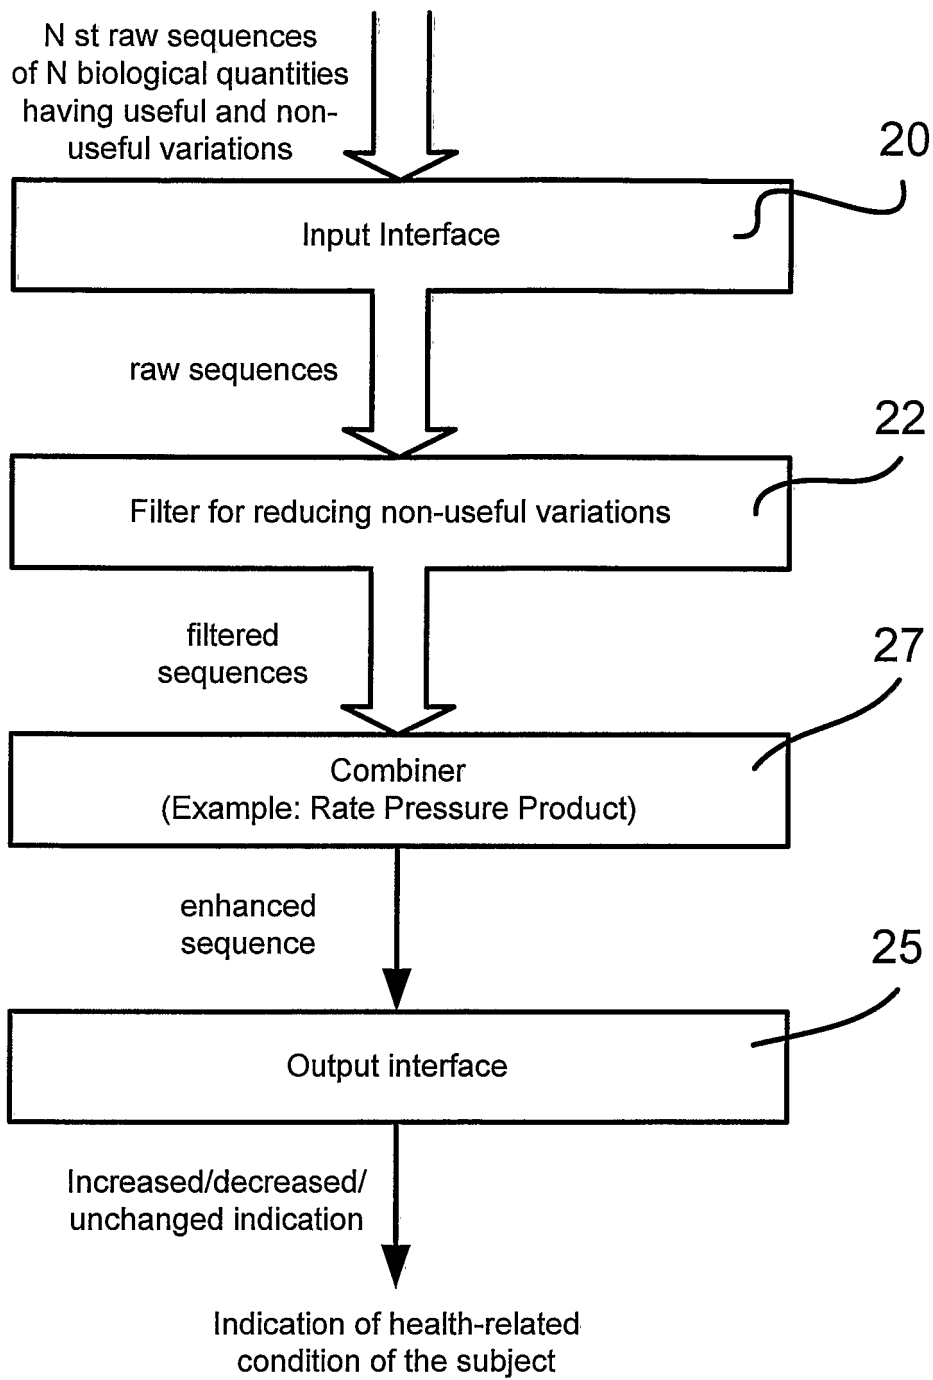 N st raw sequences
of N biological quantities
having useful and non-
useful variations
20
Input Interface
raw sequences
22
Filter for reducing non-useful variations
filtered
sequences
27
Combiner
(Example: Rate Pressure Product)
enhanced
sequence
25
Output interface
Increased/decreased/
unchanged indication
Indication of health-related
condition of the subject